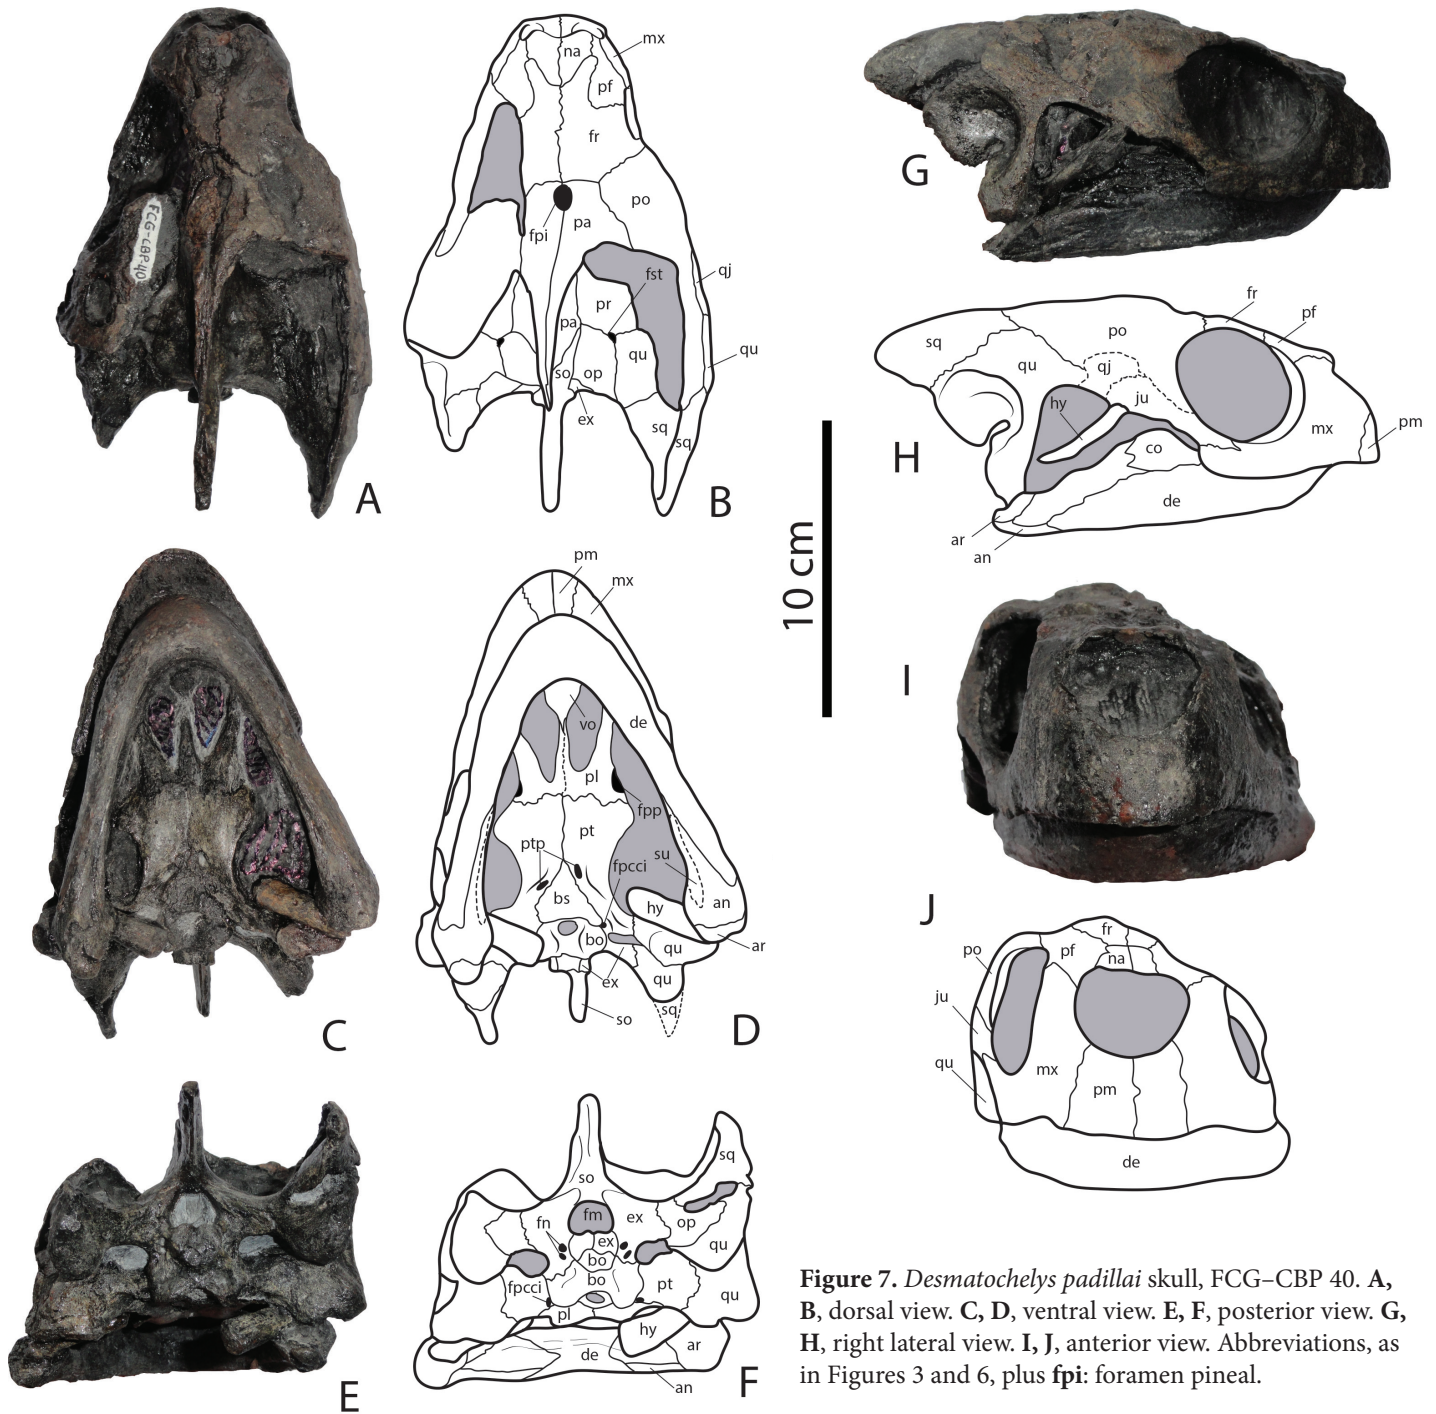 FCG-CBP-40
A
na
mx
pf
fr
po
fpi
pa
fst
qj
pr
pa
qu
qu
so
op
ex
sq
sq
B
G
fr
pf
po
sq
qu
qj
ju
hy
co
mx
pm
H
de
ar
an
10 cm
C
pm
mx
vo
de
pl
fpp
pt
ptp
su
fpcci
bs
hy
an
bo
qu
ar
ex
qu
so
sq
D
I
J
fr
po
pf
na
ju
qu
mx
pm
de
E
sq
so
fm
fn
ex
op
ex
qu
bo
bo
fpcci
pt
pl
qu
hy
ar
de
an
F
Figure 7. Desmatochelys padillai skull, FCG–CBP 40. A,
B, dorsal view. C, D, ventral view. E, F, posterior view. G,
H, right lateral view. I, J, anterior view. Abbreviations, as
in Figures 3 and 6, plus fpi: foramen pineal.